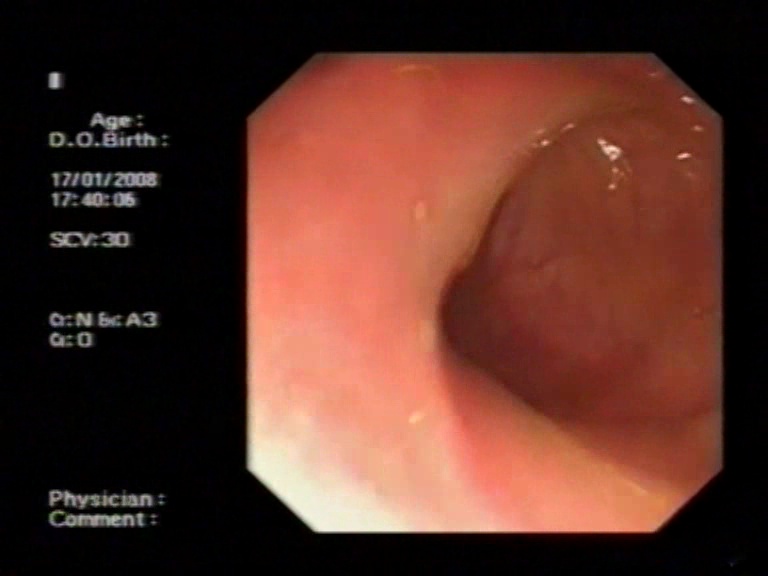 Age:
D.O.Birth:
17/01/2008
17:40:06
SCV:30
Physician:
Comment: